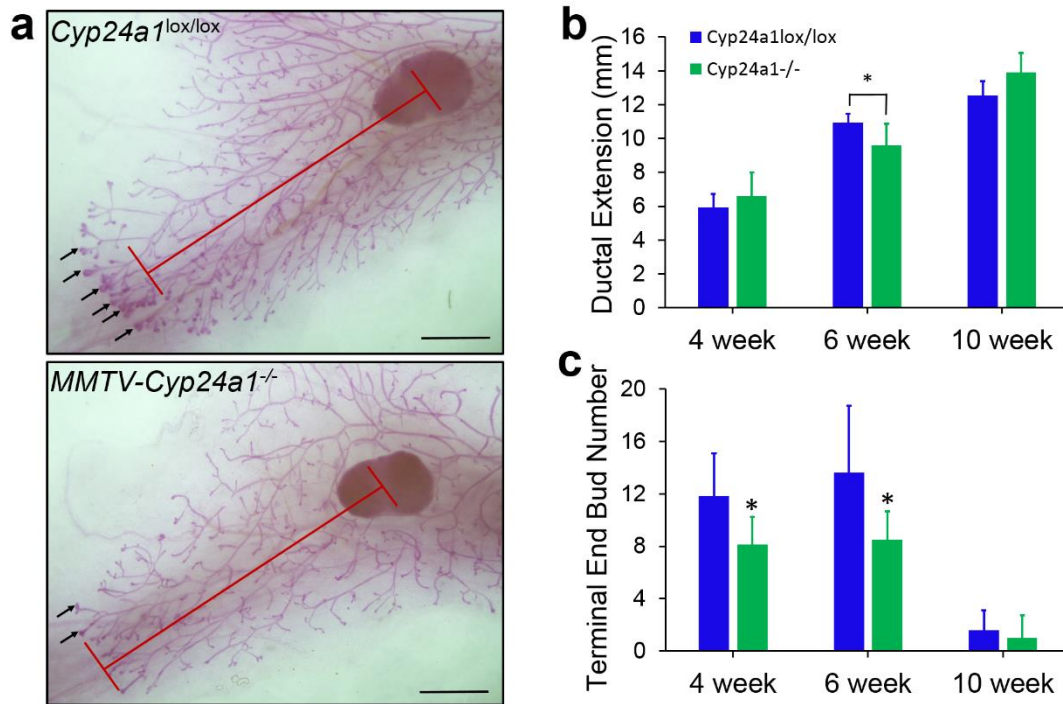 a
Cyp24a1lox/lox
MMTV-Cyp24a1-/-
b
Cyp24a1lox/lox
Cyp24a1-/-
Ductal Extension (mm)
16
14
12
10
8
6
4
2
0
*
4 week
6 week
10 week
c
Terminal End Bud Number
20
16
12
8
4
0
*
*
4 week
6 week
10 week